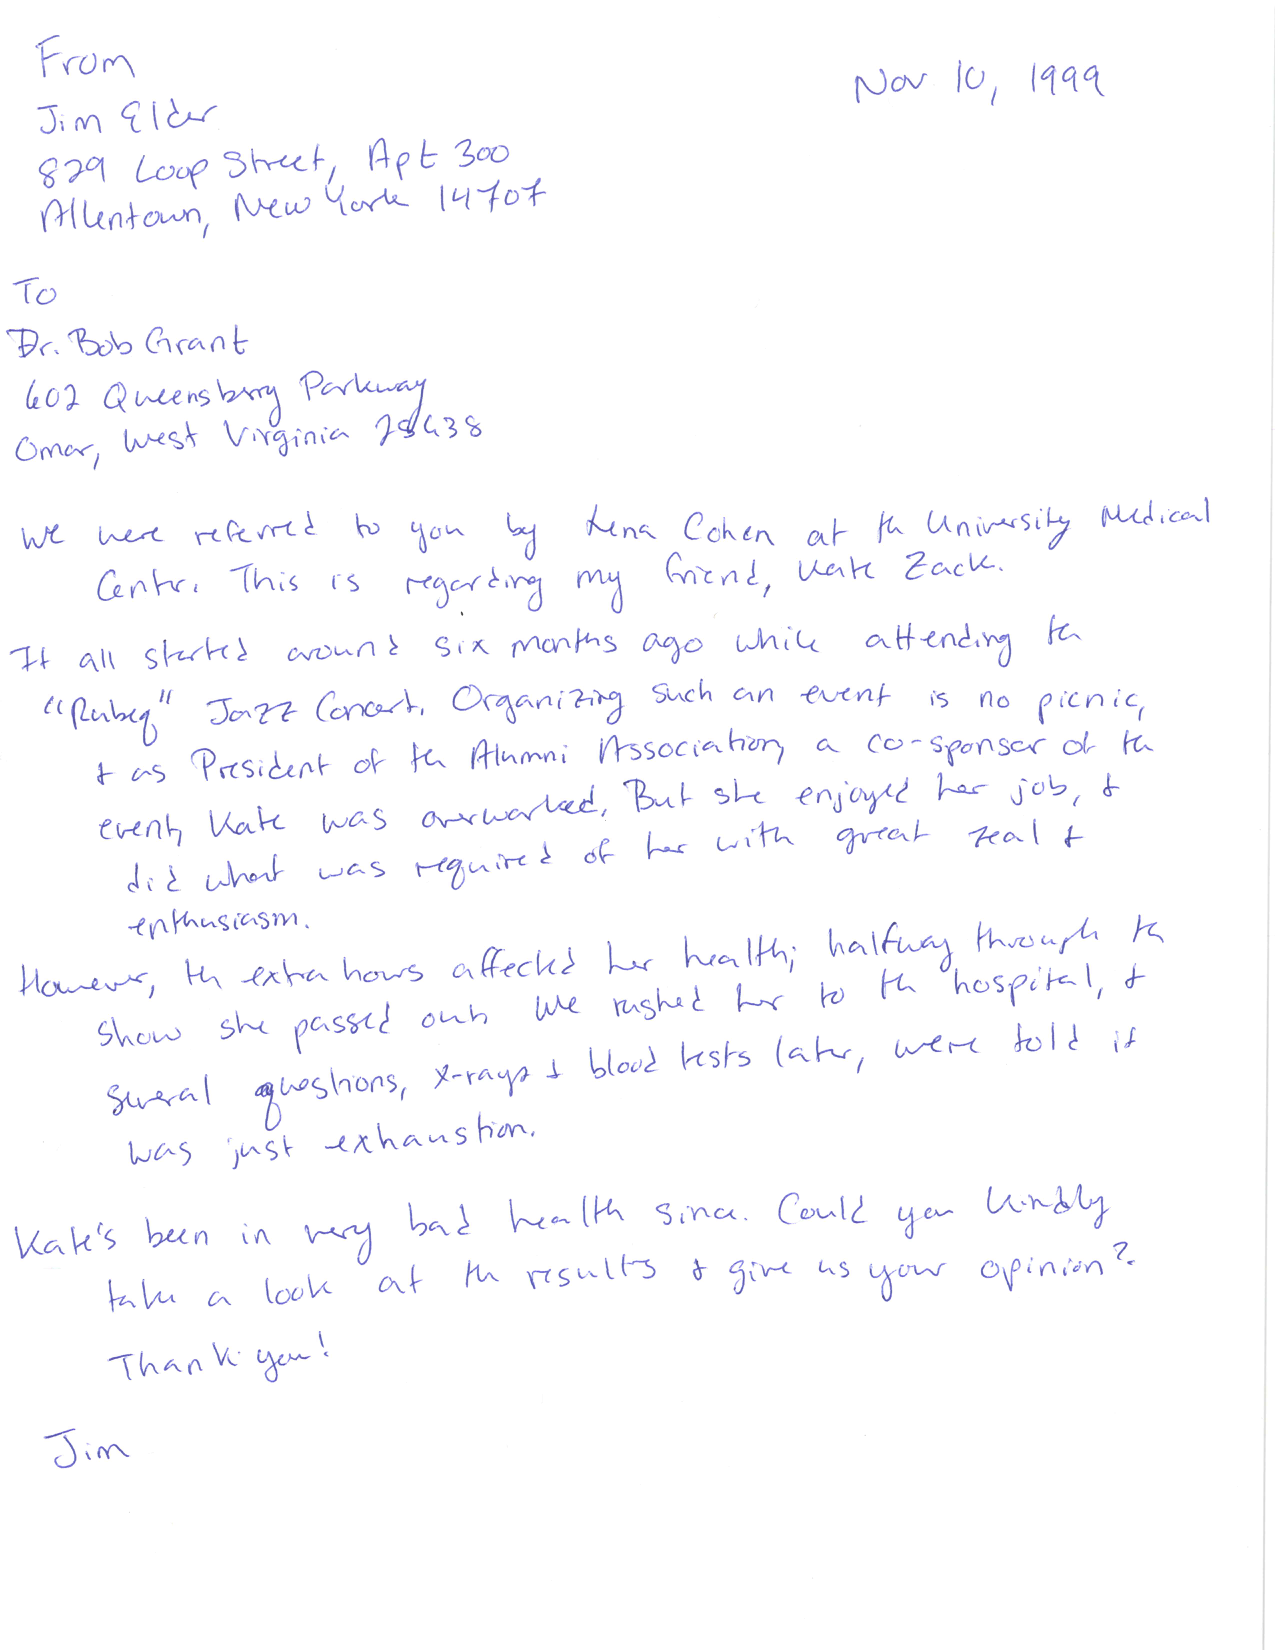 From
Nov 10, 1999
Jim Elder
829 Loop Street, Apt 300
Allentown, New York 14707
To
Dr. Bob Grant
602 Queensberry Parkway
Omar, West Virginia 25638
We were referred to you by Xena Cohen at the University Medical
Center. This is regarding my friend, Kate Zack.
It all started around six months ago while attending the
"Rubeq" Jazz Concert. Organizing such an event is no picnic,
& as President of the Alumni Association, a co-sponsor of the
event, Kate was overworked. But she enjoyed her job, &
did what was required of her with great zeal &
enthusiasm.
However, the extra hours affected her health; halfway through the
show she passed out. We rushed her to the hospital, &
several questions, x-rays & blood tests later, were told it
was just exhaustion.
Kate's been in very bad health since. Could you kindly
take a look at the results & give us your opinion?
Thank you!
Jim